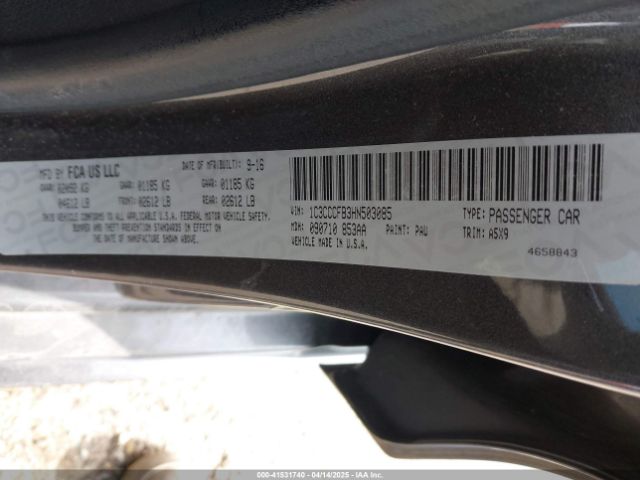 MFD BY FCA US LLC DATE OF MFR(BUILT): 9-16
GVWR: 02092 KG GAWR: 01185 KG GAWR: 01185 KG
04612 LB FRONT: 02612 LB REAR: 02612 LB
THIS VEHICLE CONFORMS TO ALL APPLICABLE U.S.A. FEDERAL MOTOR VEHICLE SAFETY,
BUMPER AND THEFT PREVENTION STANDARDS IN EFFECT ON
THE DATE OF MANUFACTURE SHOWN ABOVE.
VIN: 1C3CCCFB3HN503085 TYPE: PASSENGER CAR
MDH: 090710 853AA PAINT: PAU TRIM: A5X9
VEHICLE MADE IN U.S.A. 4658843
000-41531740 - 04/14/2025 - IAAI.COM